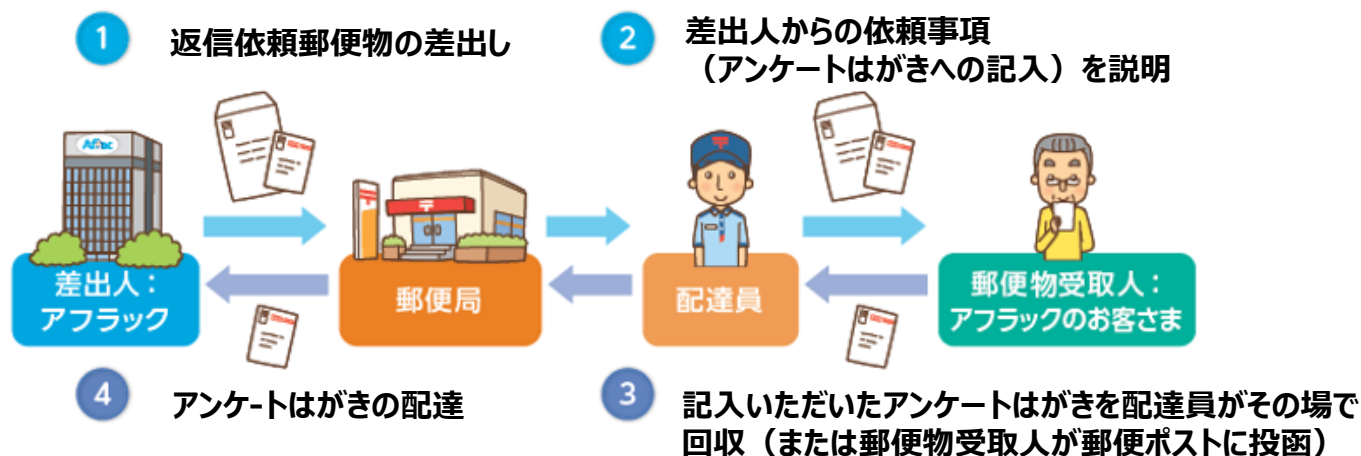 1
返信依頼郵便物の差出し
2
差出人からの依頼事項
（アンケートはがきへの記入）を説明
Aflac
差出人：
アフラック
郵便局
配達員
郵便物受取人：
アフラックのお客さま
4
アンケートはがきの配達
3
記入いただいたアンケートはがきを配達員がその場で
回収（または郵便物受取人が郵便ポストに投函）